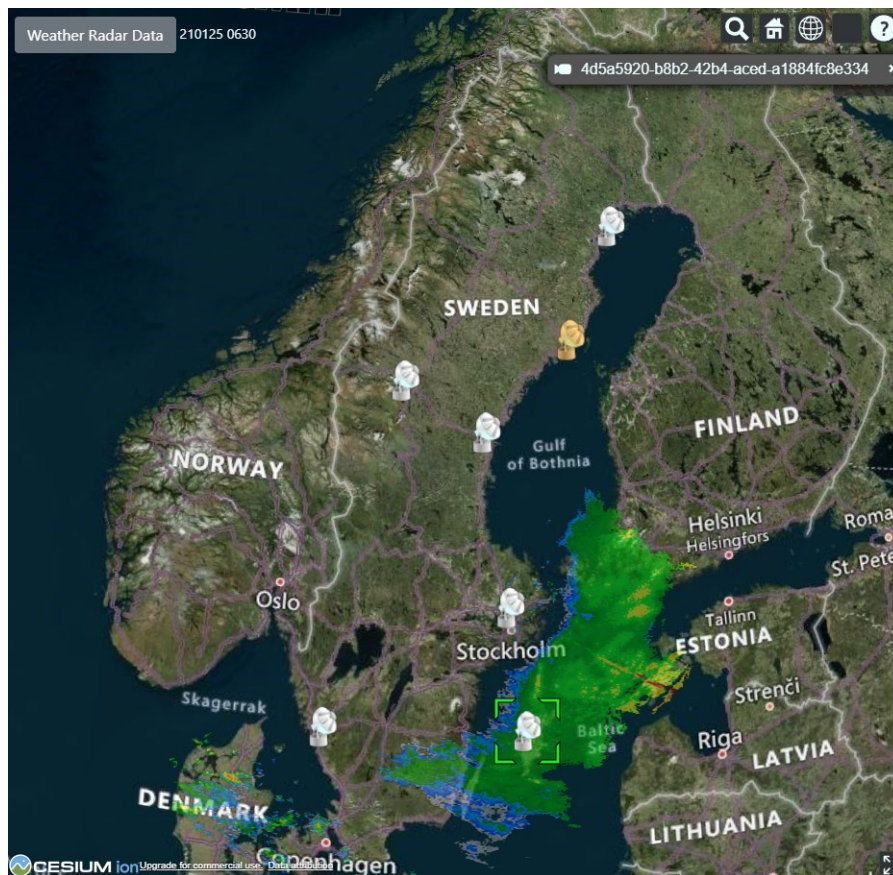 Weather Radar Data 210125 0630
?
4d5a5920-b8b2-42b4-aced-a1884fc8e334
SWEDEN
FINLAND
Gulf
of Bothnia
NORWAY
Helsinki
Helsingfors
Roma
St. Pete
Oslo
Tallinn
ESTONIA
Stockholm
Strenči
Skagerrak
Baltic
Sea
Riga
LATVIA
DENMARK
LITHUANIA
Copenhagen
CESIUM ion Upgrade for commercial use. Data attribution